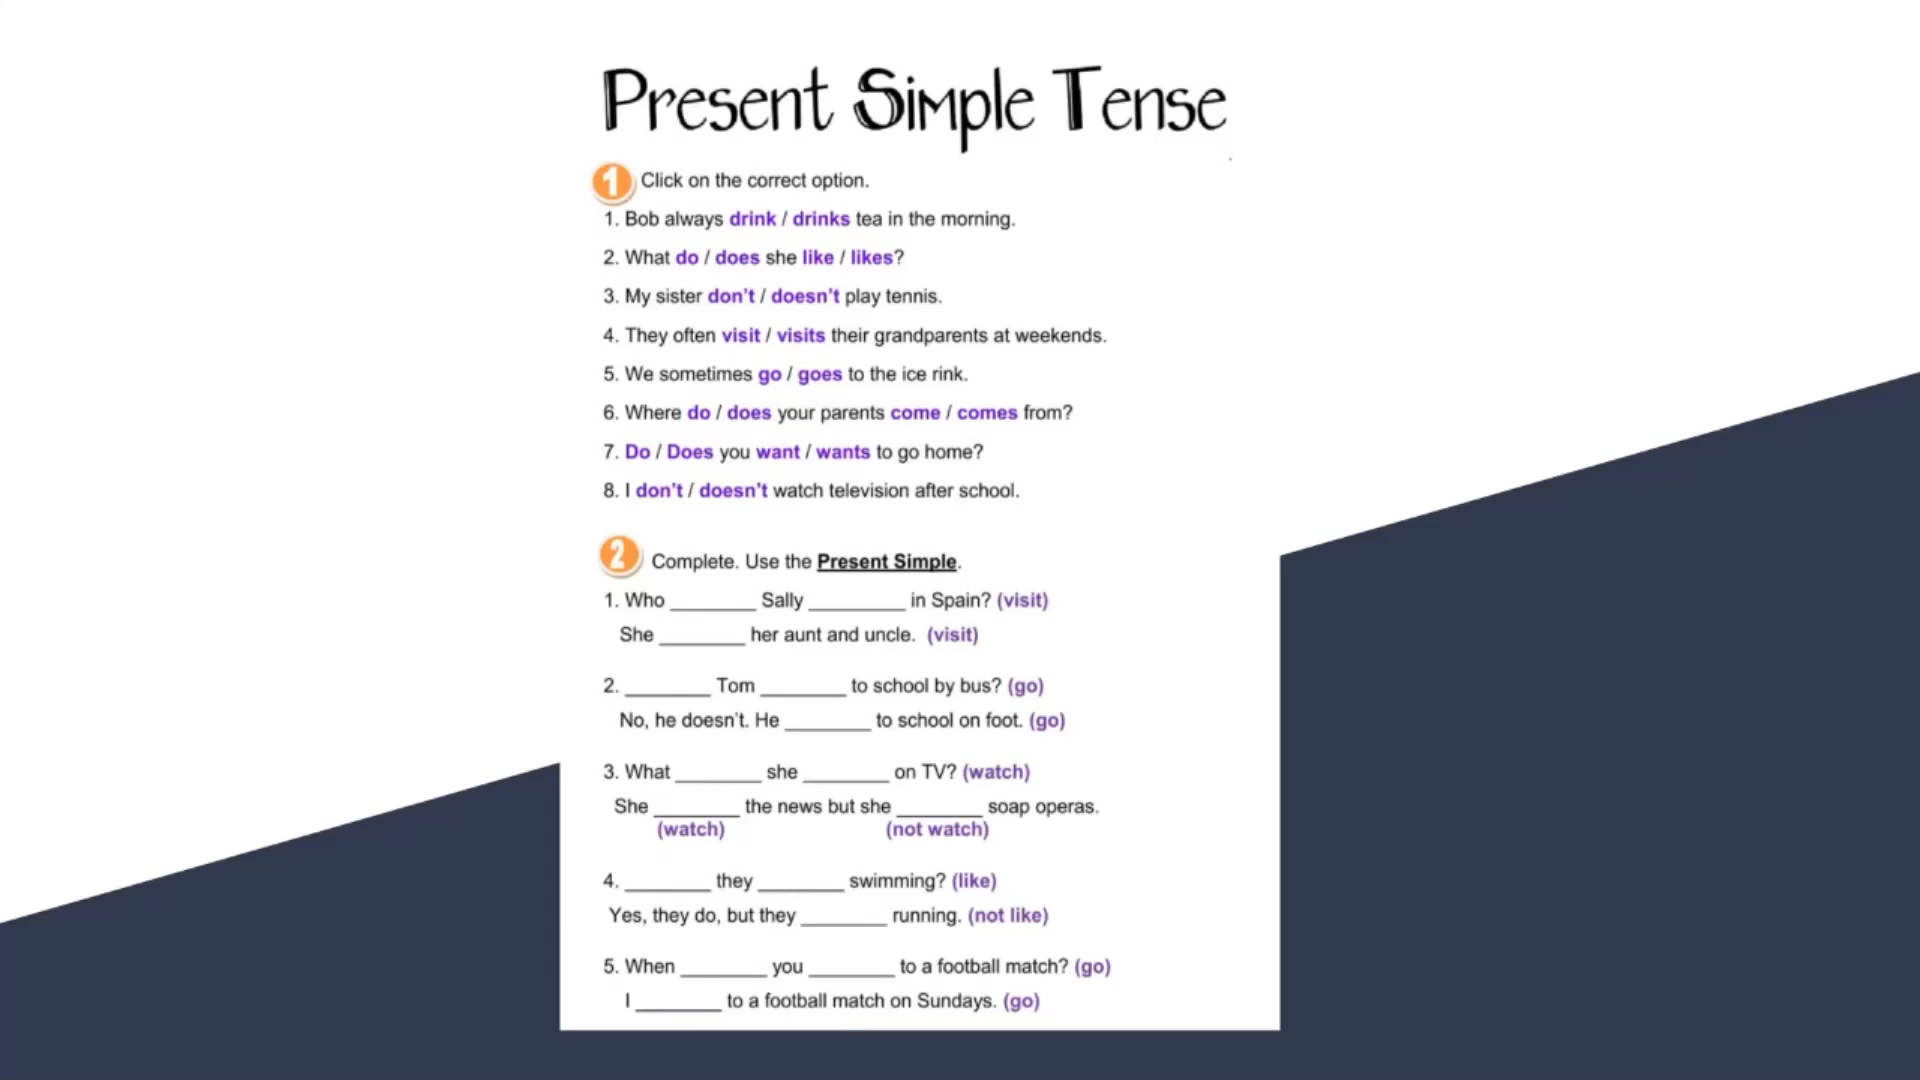 Present Simple Tense
1 Click on the correct option.
1. Bob always drink / drinks tea in the morning.
2. What do / does she like / likes?
3. My sister don't / doesn't play tennis.
4. They often visit / visits their grandparents at weekends.
5. We sometimes go / goes to the ice rink.
6. Where do / does your parents come / comes from?
7. Do / Does you want / wants to go home?
8. I don't / doesn't watch television after school.
2 Complete. Use the Present Simple.
1. Who ________ Sally _________ in Spain? (visit)
She ________ her aunt and uncle. (visit)
2. ________ Tom ________ to school by bus? (go)
No, he doesn't. He ________ to school on foot. (go)
3. What ________ she ________ on TV? (watch)
She ________ the news but she ________ soap operas.
(watch) (not watch)
4. ________ they ________ swimming? (like)
Yes, they do, but they ________ running. (not like)
5. When ________ you ________ to a football match? (go)
I ________ to a football match on Sundays. (go)